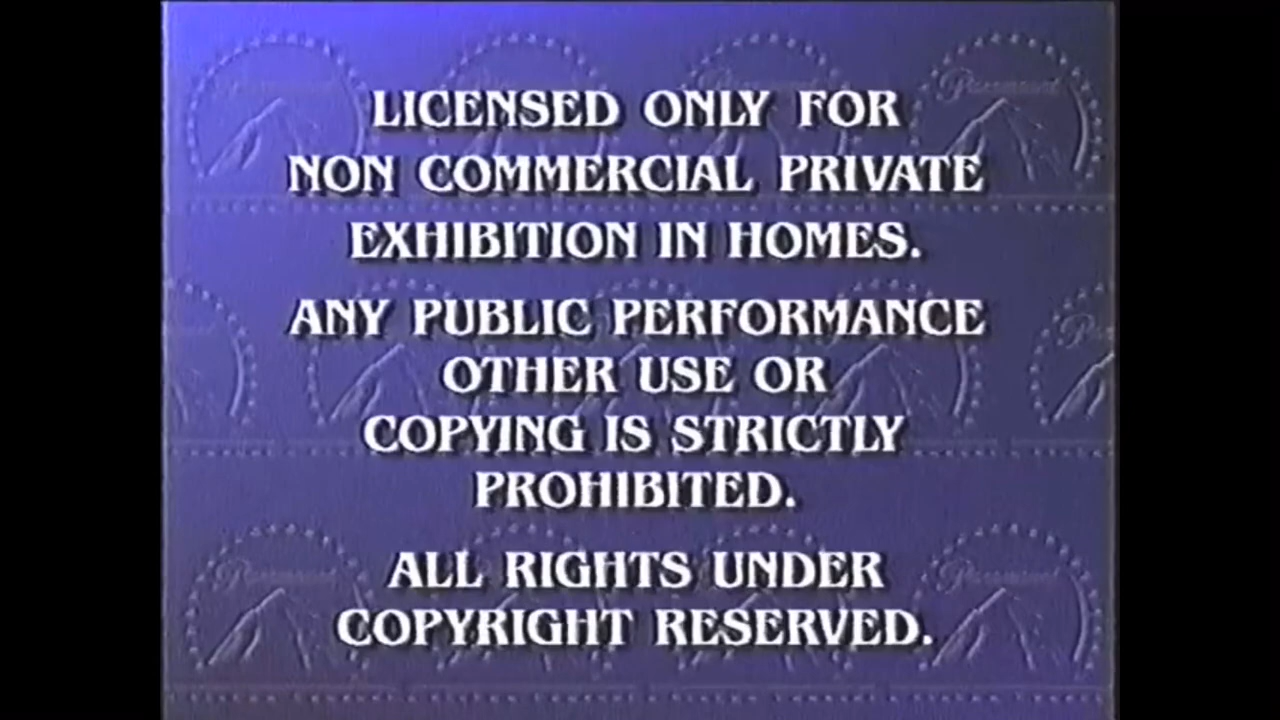 LICENSED ONLY FOR
NON COMMERCIAL PRIVATE
EXHIBITION IN HOMES.
ANY PUBLIC PERFORMANCE
OTHER USE OR
COPYING IS STRICTLY
PROHIBITED.
ALL RIGHTS UNDER
COPYRIGHT RESERVED.